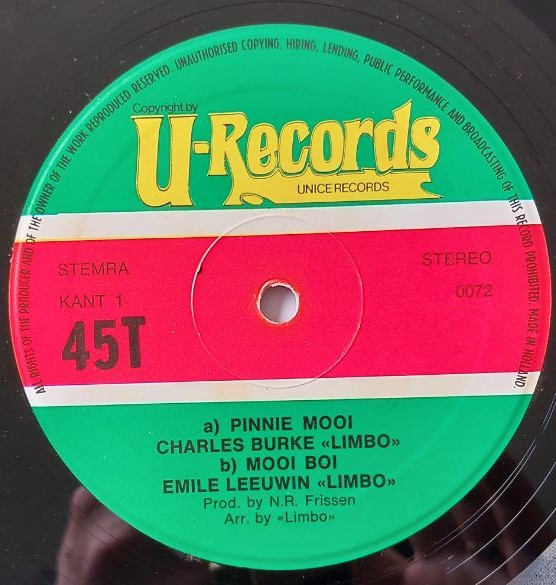 ALL RIGHTS OF THE PRODUCER AND OF THE OWNER OF THE WORK REPRODUCED RESERVED. UNAUTHORISED COPYING, HIRING, LENDING, PUBLIC PERFORMANCE AND BROADCASTING OF THIS RECORD PROHIBITED. MADE IN HOLLAND.
Copyright by
U-Records
UNICE RECORDS
STEMRA
STEREO
KANT 1
0072
45T
a) PINNIE MOOI
CHARLES BURKE «LIMBO»
b) MOOI BOI
EMILE LEEUWIN «LIMBO»
Prod. by N.R. Frissen
Arr. by «Limbo»